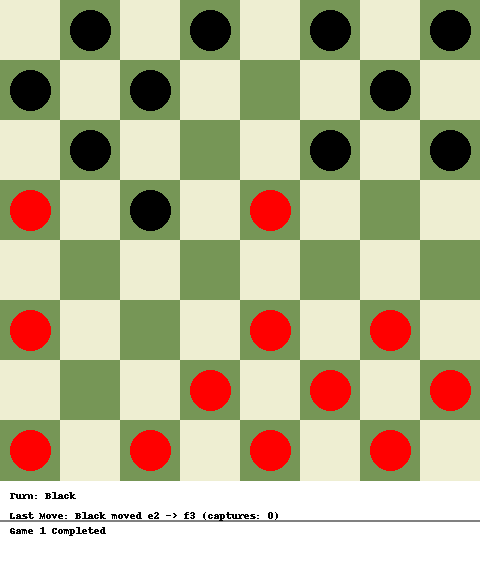 Turn: Black
Last Move: Black moved e2 -> f3 (captures: 0)
Game 1 Completed